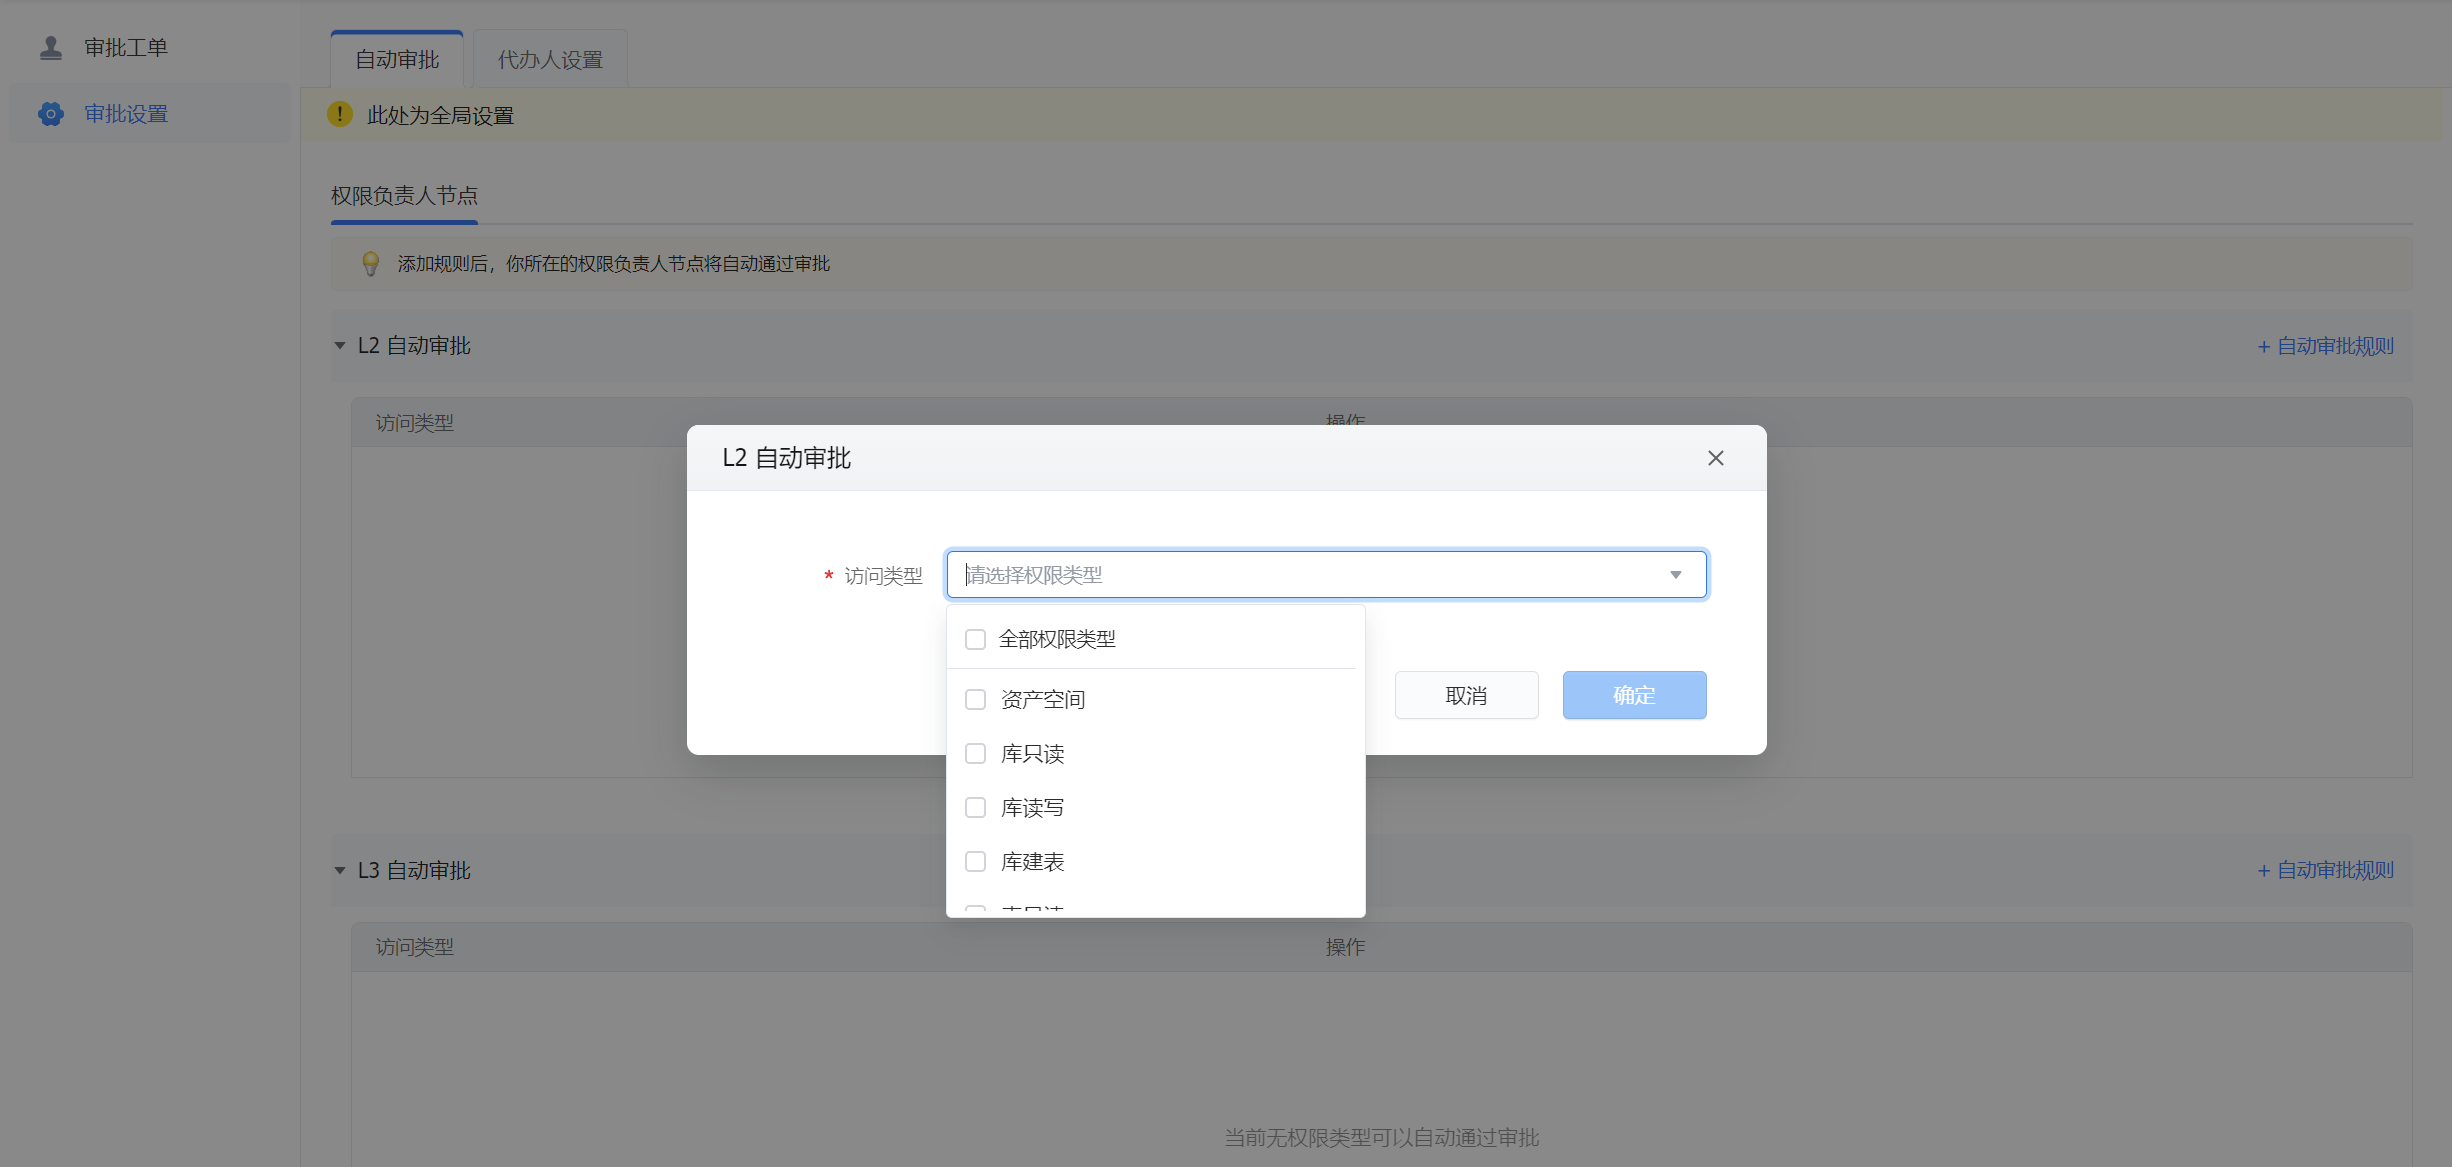 审批工单
审批设置
自动审批
代办人设置
此处为全局设置
权限负责人节点
添加规则后，你所在的权限负责人节点将自动通过审批
L2 自动审批
+ 自动审批规则
访问类型
操作
L2 自动审批
* 访问类型
请选择权限类型
全部权限类型
资产空间
库只读
库读写
库建表
取消
确定
L3 自动审批
+ 自动审批规则
访问类型
操作
当前无权限类型可以自动通过审批